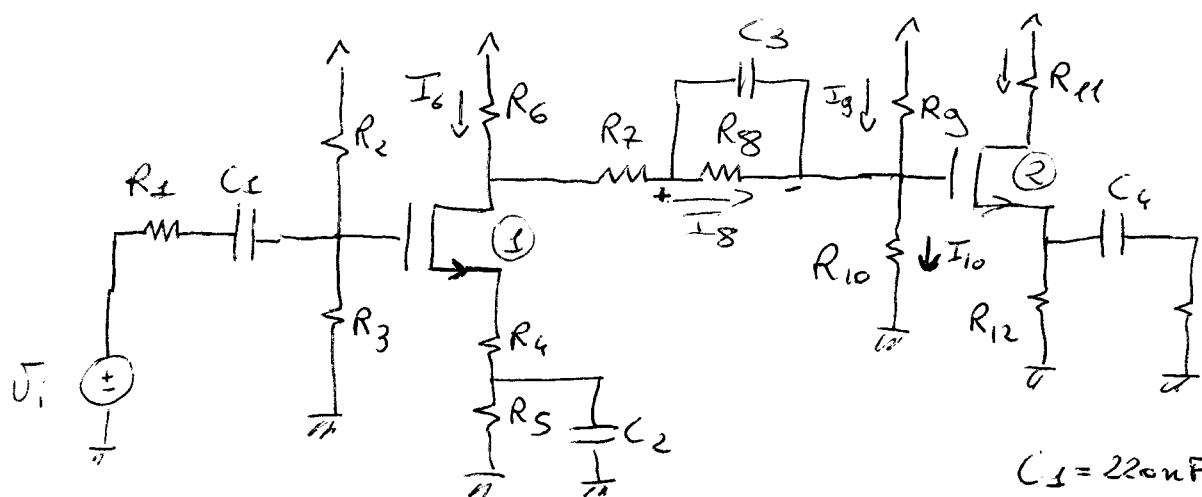 C3
I6
R6
I9
R9
R11
R2
R7
R8
R1
C1
+
-
2
C4
1
I8
R10
I10
R12
R3
R4
Vi
±
R5
C2
C1 = 220nF